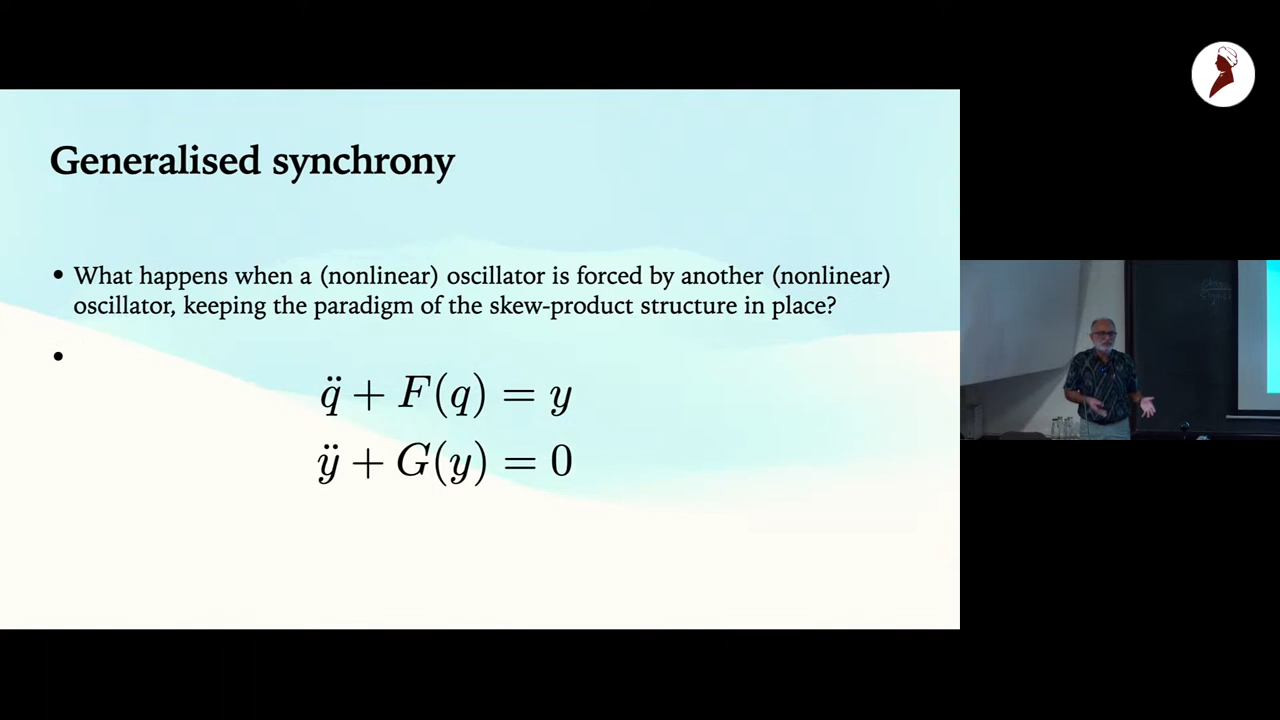 Generalised synchrony
• What happens when a (nonlinear) oscillator is forced by another (nonlinear)
oscillator, keeping the paradigm of the skew-product structure in place?
•
q̈ + F(q) = y
ÿ + G(y) = 0